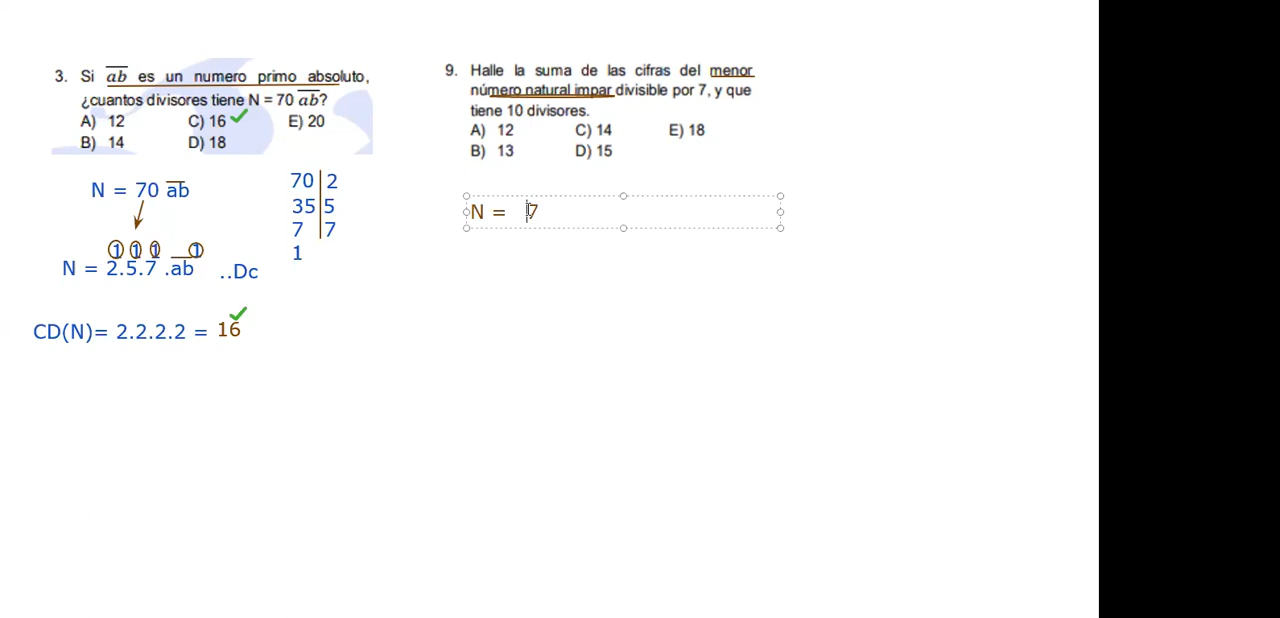 3. Si ab es un numero primo absoluto,
¿cuantos divisores tiene N = 70 ab?
A) 12 C) 16 E) 20
B) 14 D) 18
N = 70 ab
70 2
35 5
7 7
1
1 1 1 1
N = 2.5.7 .ab ..Dc
CD(N)= 2.2.2.2 = 16
9. Halle la suma de las cifras del menor
número natural impar divisible por 7, y que
tiene 10 divisores.
A) 12 C) 14 E) 18
B) 13 D) 15
N = 7